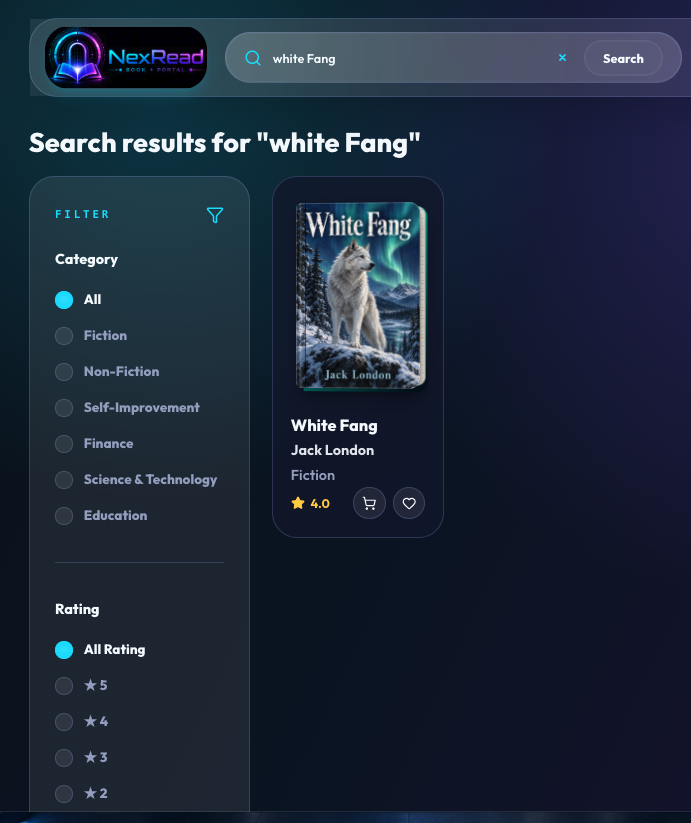 NexRead
BOOK • PORTAL
white Fang
×
Search
Search results for "white Fang"
FILTER
Category
All
Fiction
Non-Fiction
Self-Improvement
Finance
Science & Technology
Education
Rating
All Rating
★ 5
★ 4
★ 3
★ 2
White Fang
Jack London
White Fang
Jack London
Fiction
★ 4.0